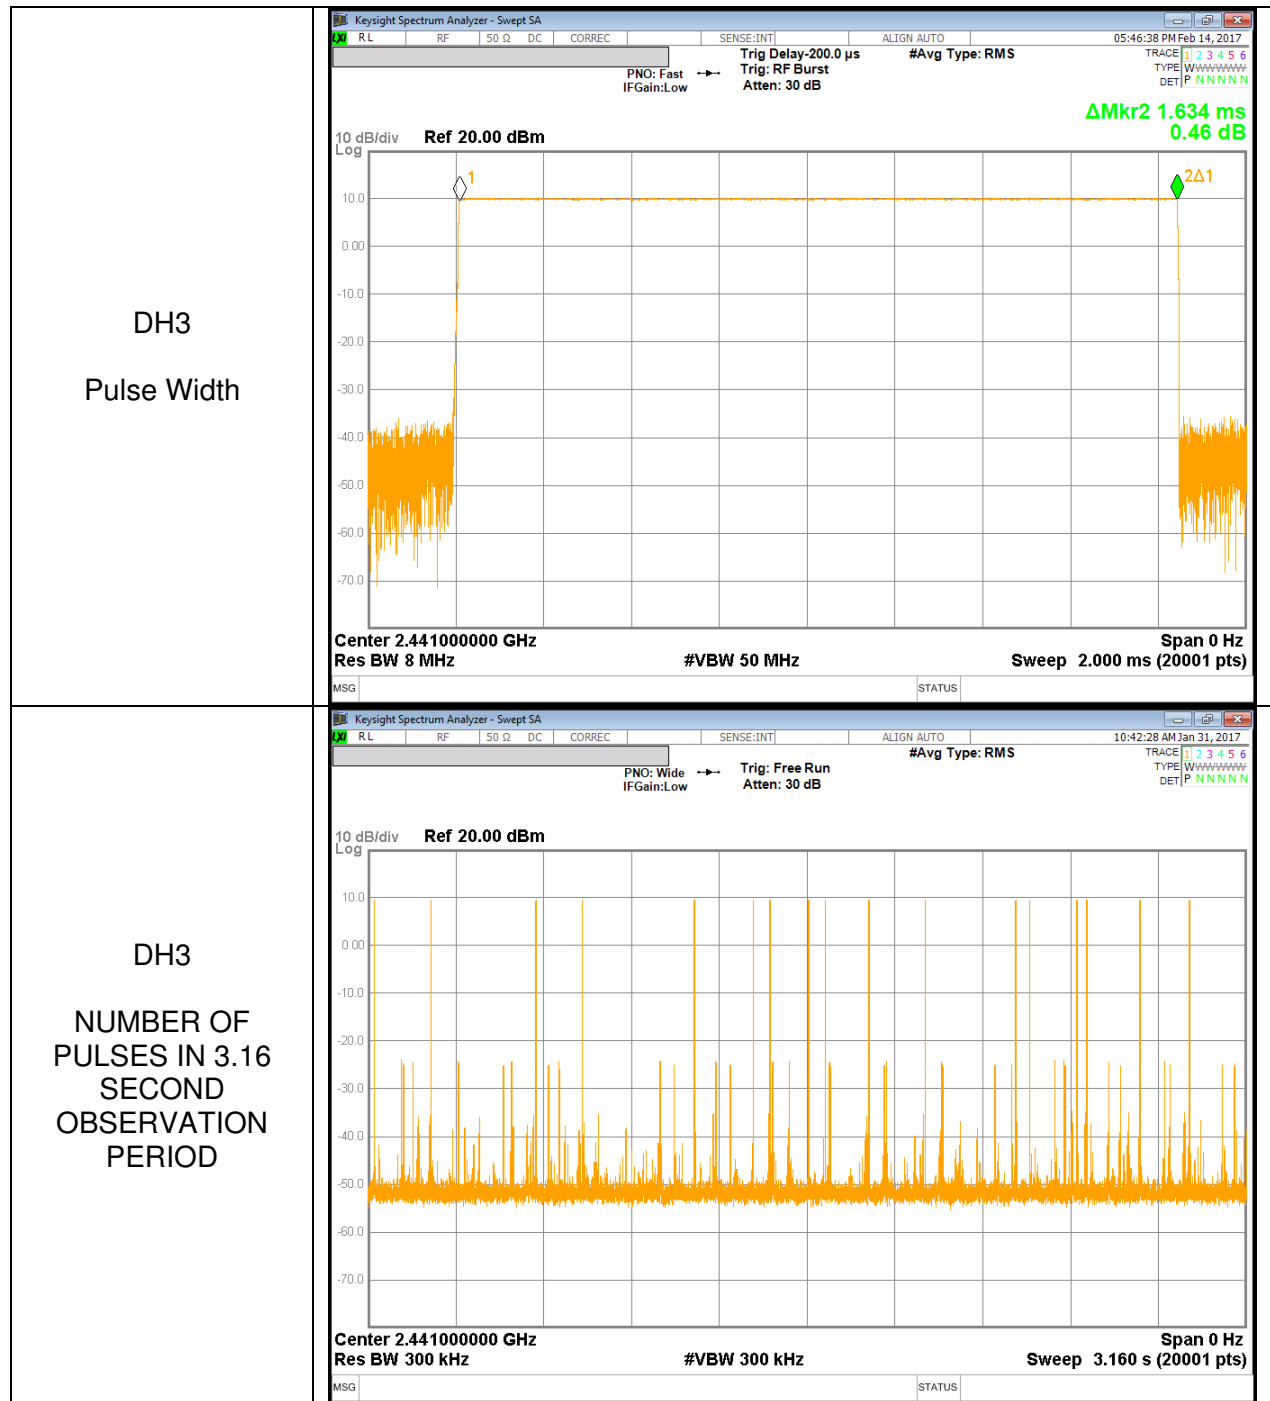 DH3
Pulse Width
Keysight Spectrum Analyzer - Swept SA
LXI RL RF 50 Ω DC CORREC SENSE:INT ALIGN AUTO 05:46:38 PM Feb 14, 2017
PNO: Fast
IFGain:Low
Trig Delay-200.0 µs
Trig: RF Burst
Atten: 30 dB
#Avg Type: RMS
TRACE 1 2 3 4 5 6
TYPE WWWWWW
DET P N N N N N
ΔMkr2 1.634 ms
0.46 dB
10 dB/div Ref 20.00 dBm
Log
1
2Δ1
10.0
0.00
-10.0
-20.0
-30.0
-40.0
-50.0
-60.0
-70.0
Center 2.441000000 GHz Span 0 Hz
Res BW 8 MHz #VBW 50 MHz Sweep 2.000 ms (20001 pts)
MSG STATUS
DH3
NUMBER OF
PULSES IN 3.16
SECOND
OBSERVATION
PERIOD
Keysight Spectrum Analyzer - Swept SA
LXI RL RF 50 Ω DC CORREC SENSE:INT ALIGN AUTO 10:42:28 AM Jan 31, 2017
PNO: Wide
IFGain:Low
Trig: Free Run
Atten: 30 dB
#Avg Type: RMS
TRACE 1 2 3 4 5 6
TYPE WWWWWW
DET P N N N N N
10 dB/div Ref 20.00 dBm
Log
10.0
0.00
-10.0
-20.0
-30.0
-40.0
-50.0
-60.0
-70.0
Center 2.441000000 GHz Span 0 Hz
Res BW 300 kHz #VBW 300 kHz Sweep 3.160 s (20001 pts)
MSG STATUS